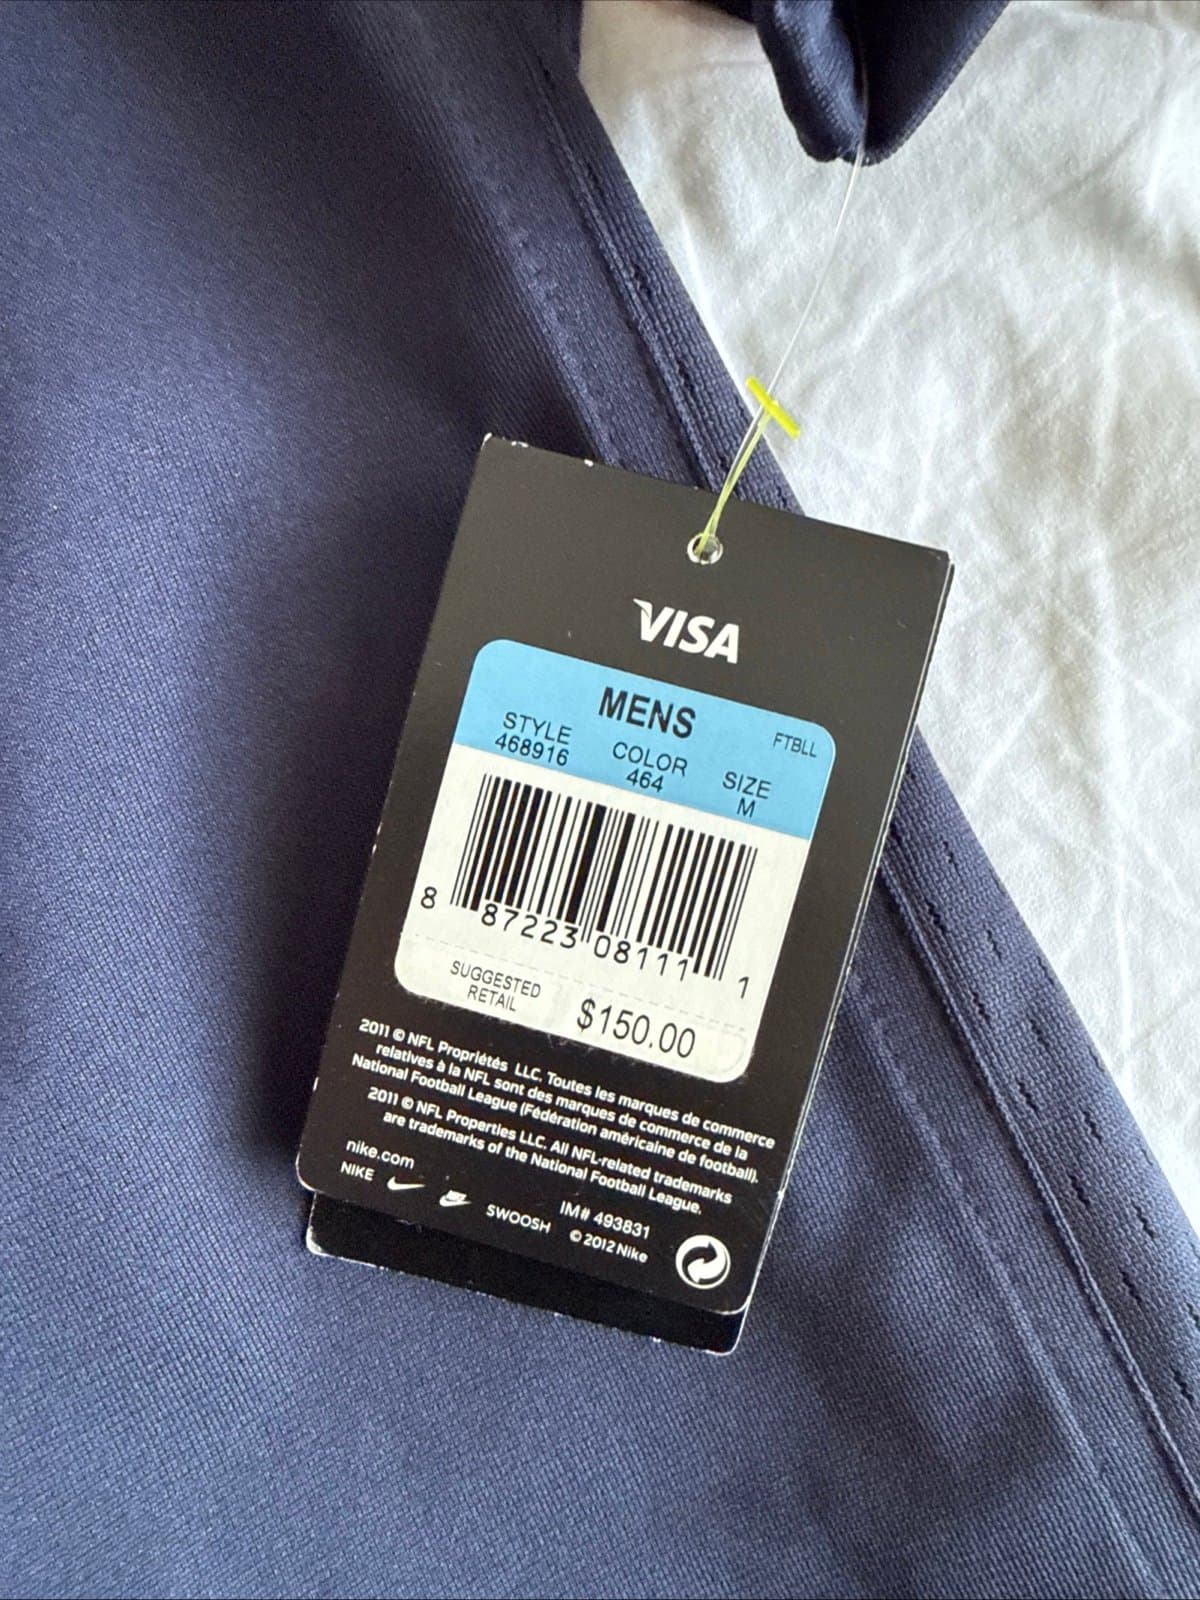 VISA
MENS
FTBLL
STYLE COLOR SIZE
468916 464 M
8 87223 08111 1
SUGGESTED
RETAIL
$150.00
2011 © NFL Propriétés LLC. Toutes les marques de commerce
relatives à la NFL sont des marques de commerce de la
National Football League (Fédération américaine de football).
2011 © NFL Properties LLC. All NFL-related trademarks
are trademarks of the National Football League.
nike.com
NIKE SWOOSH
IM# 493831
© 2012 Nike